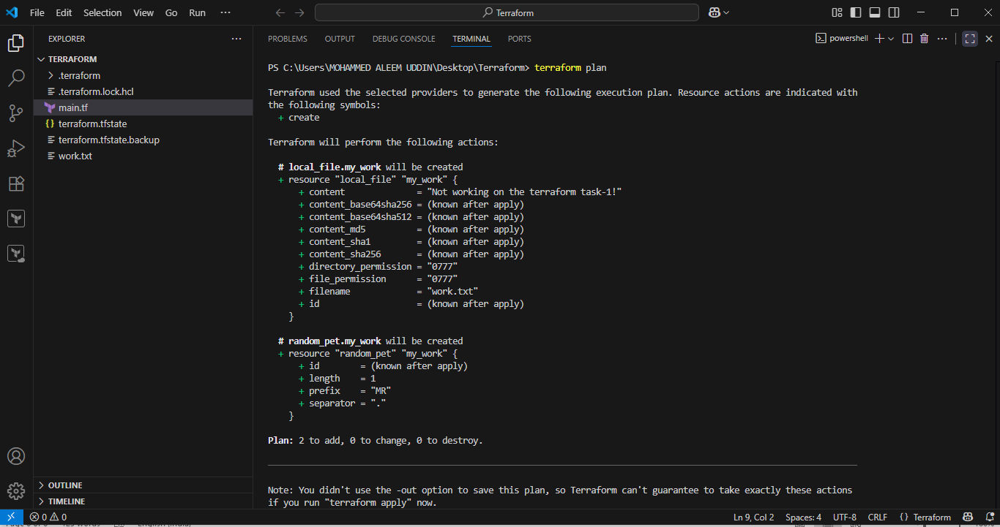 File Edit Selection View Go Run ···
Terraform
EXPLORER ···
TERRAFORM
.terraform
.terraform.lock.hcl
main.tf
terraform.tfstate
terraform.tfstate.backup
work.txt
OUTLINE
TIMELINE
PROBLEMS OUTPUT DEBUG CONSOLE TERMINAL PORTS
powershell
PS C:\Users\MOHAMMED ALEEM UDDIN\Desktop\Terraform> terraform plan
Terraform used the selected providers to generate the following execution plan. Resource actions are indicated with
the following symbols:
+ create
Terraform will perform the following actions:
# local_file.my_work will be created
+ resource "local_file" "my_work" {
+ content = "Not working on the terraform task-1!"
+ content_base64sha256 = (known after apply)
+ content_base64sha512 = (known after apply)
+ content_md5 = (known after apply)
+ content_sha1 = (known after apply)
+ content_sha256 = (known after apply)
+ directory_permission = "0777"
+ file_permission = "0777"
+ filename = "work.txt"
+ id = (known after apply)
}
# random_pet.my_work will be created
+ resource "random_pet" "my_work" {
+ id = (known after apply)
+ length = 1
+ prefix = "MR"
+ separator = "."
}
Plan: 2 to add, 0 to change, 0 to destroy.
Note: You didn't use the -out option to save this plan, so Terraform can't guarantee to take exactly these actions
if you run "terraform apply" now.
0 0 Ln 9, Col 2 Spaces: 4 UTF-8 CRLF {} Terraform